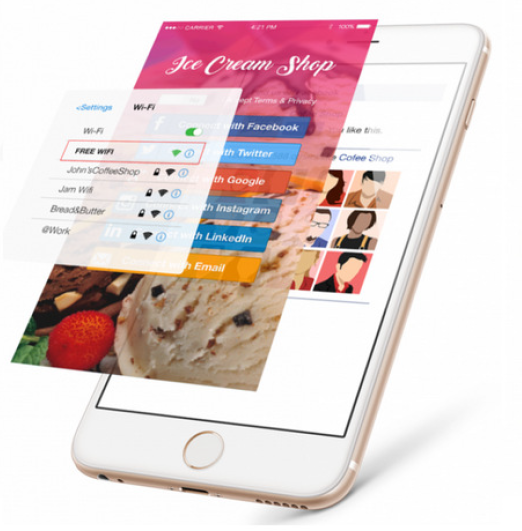 CARRIER 4:21 PM 100%
Ice Cream Shop
Accept Terms & Privacy
<Settings Wi-Fi
Wi-Fi
FREE WIFI
John'sCoffeeShop
Jam Wifi
Bread&Butter
@Work
f Connect with Facebook
with Twitter
with Google
with Instagram
in with LinkedIn
with Email
like this.
Cofee Shop